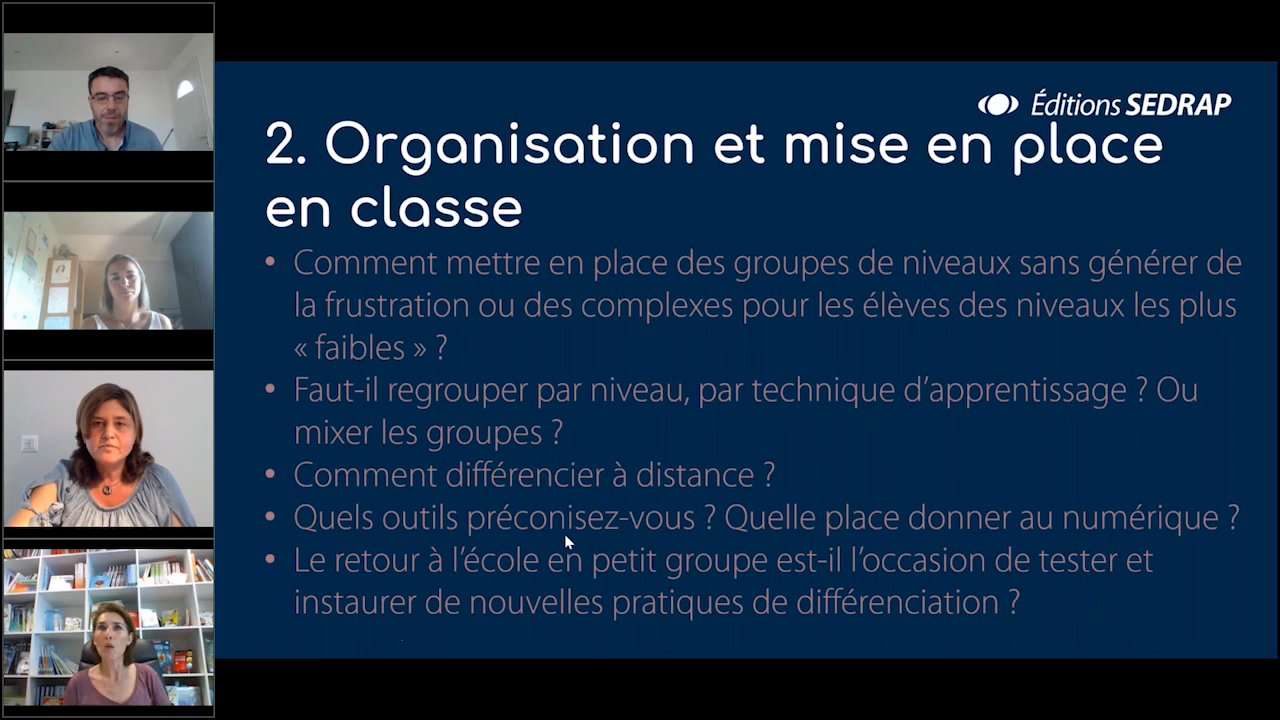 Éditions SEDRAP
2. Organisation et mise en place
en classe
• Comment mettre en place des groupes de niveaux sans générer de
la frustration ou des complexes pour les élèves des niveaux les plus
« faibles » ?
• Faut-il regrouper par niveau, par technique d’apprentissage ? Ou
mixer les groupes ?
• Comment différencier à distance ?
• Quels outils préconisez-vous ? Quelle place donner au numérique ?
• Le retour à l’école en petit groupe est-il l’occasion de tester et
instaurer de nouvelles pratiques de différenciation ?